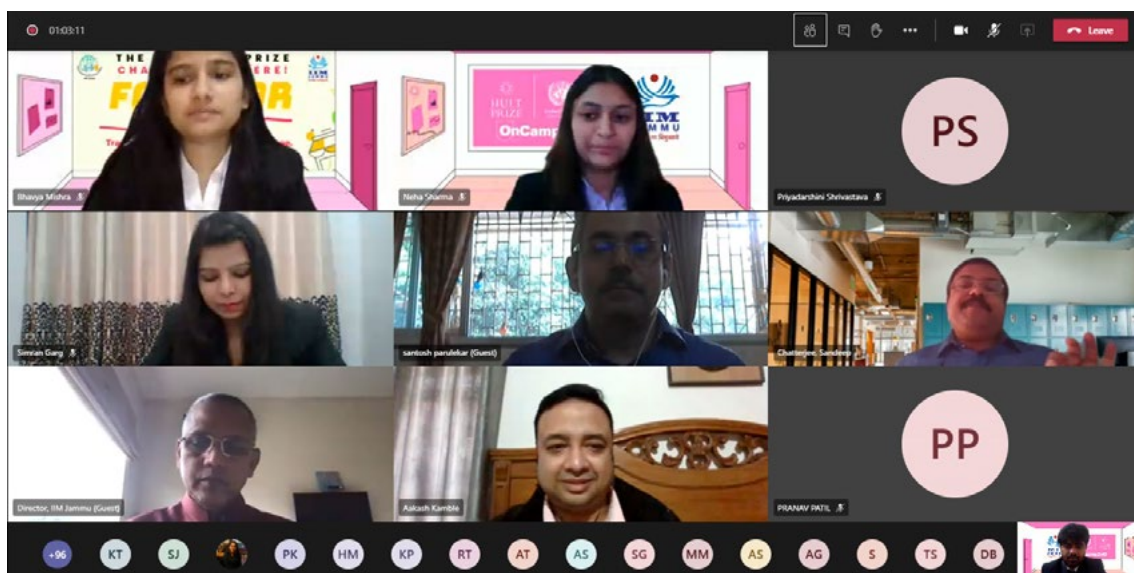 01:03:11
Leave
THE PRIZE
CHA ERE!
FO R
Tra
Bhavya Mishra
HULT
PRIZE
OnCamp
IIM
MMU
Neha Sharma
PS
Priyadarshini Shrivastava
Simran Garg
santosh parulekar (Guest)
Chatterjee, Sandeep
Director, IIM Jammu (Guest)
Aakash Kamble
PP
PRANAV PATIL
+96 KT SJ PK HM KP RT AT AS SG MM AS AG S TS DB